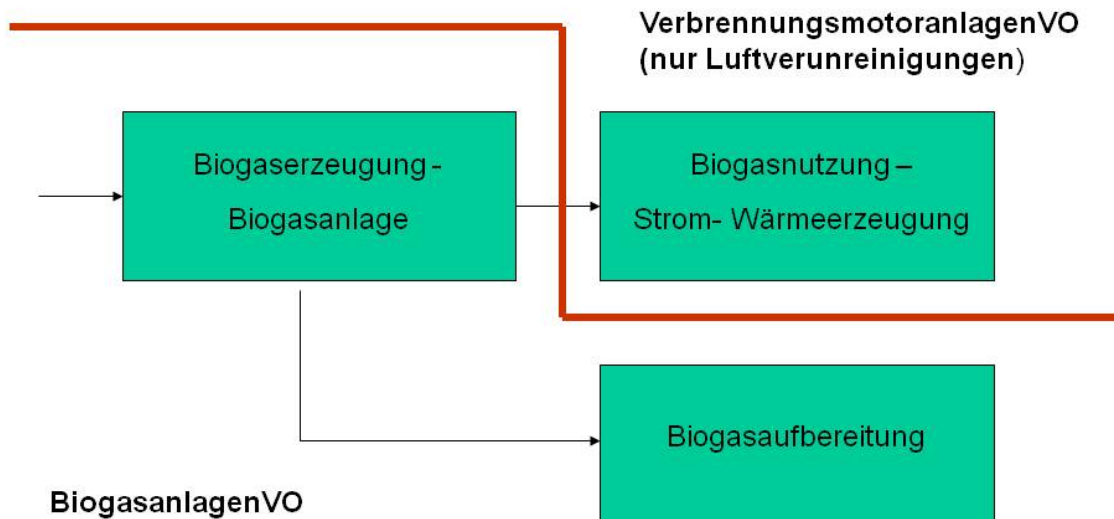 VerbrennungsmotoranlagenVO
(nur Luftverunreinigungen)
Biogaserzeugung -
Biogasanlage
Biogasnutzung –
Strom- Wärmeerzeugung
Biogasaufbereitung
BiogasanlagenVO